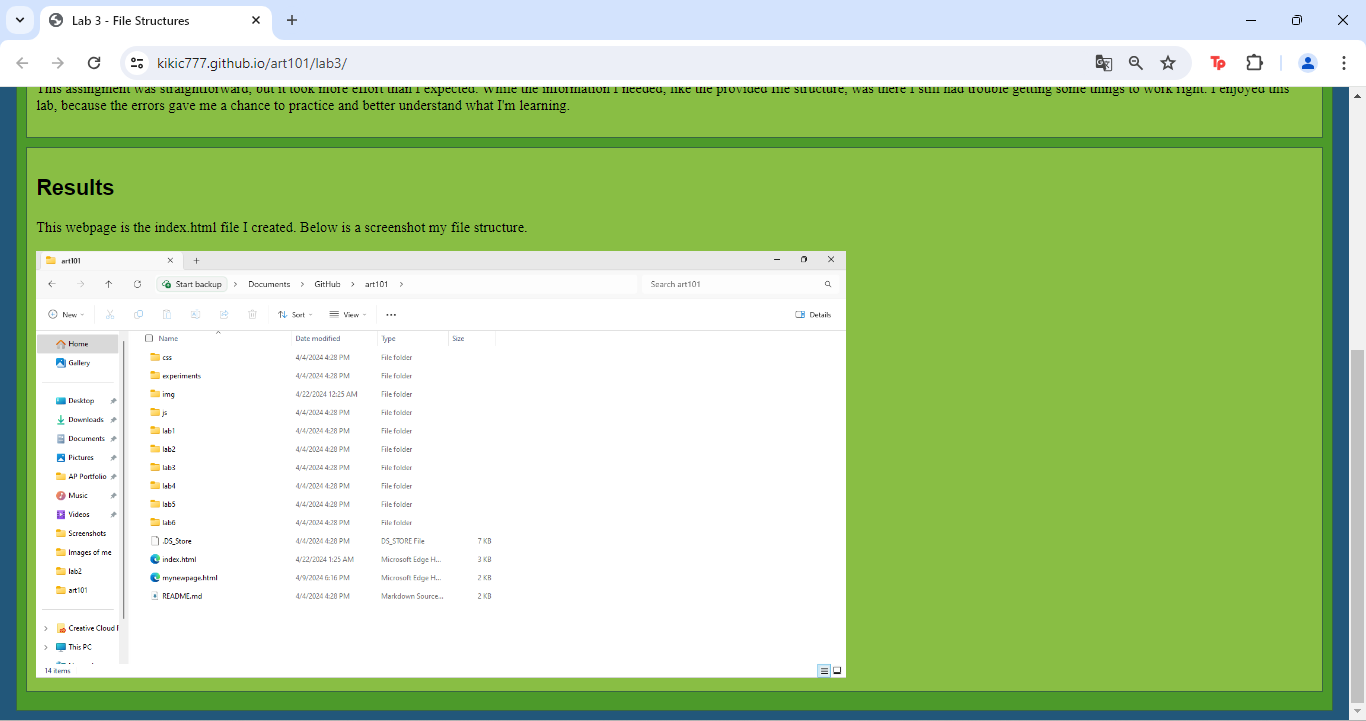 Lab 3 - File Structures
kikic777.github.io/art101/lab3/
This assingment was straightforward, but it took more effort than I expected. While the information I needed, like the provided file structure, was there I still had trouble getting some things to work right. I enjoyed this
lab, because the errors gave me a chance to practice and better understand what I'm learning.
Results
This webpage is the index.html file I created. Below is a screenshot my file structure.
art101
Start backup > Documents > GitHub > art101 > Search art101
New Sort View ... Details
Name Date modified Type Size
Home
Gallery
Desktop
Downloads
Documents
Pictures
AP Portfolio
Music
Videos
Screenshots
Images of me
lab2
art101
Creative Cloud F
This PC
css 4/4/2024 4:28 PM File folder
experiments 4/4/2024 4:28 PM File folder
img 4/22/2024 12:25 AM File folder
js 4/4/2024 4:28 PM File folder
lab1 4/4/2024 4:28 PM File folder
lab2 4/4/2024 4:28 PM File folder
lab3 4/4/2024 4:28 PM File folder
lab4 4/4/2024 4:28 PM File folder
lab5 4/4/2024 4:28 PM File folder
lab6 4/4/2024 4:28 PM File folder
.DS_Store 4/4/2024 4:28 PM DS_STORE File 7 KB
index.html 4/22/2024 1:25 AM Microsoft Edge H... 3 KB
mynewpage.html 4/9/2024 6:16 PM Microsoft Edge H... 2 KB
README.md 4/4/2024 4:28 PM Markdown Source... 2 KB
14 items